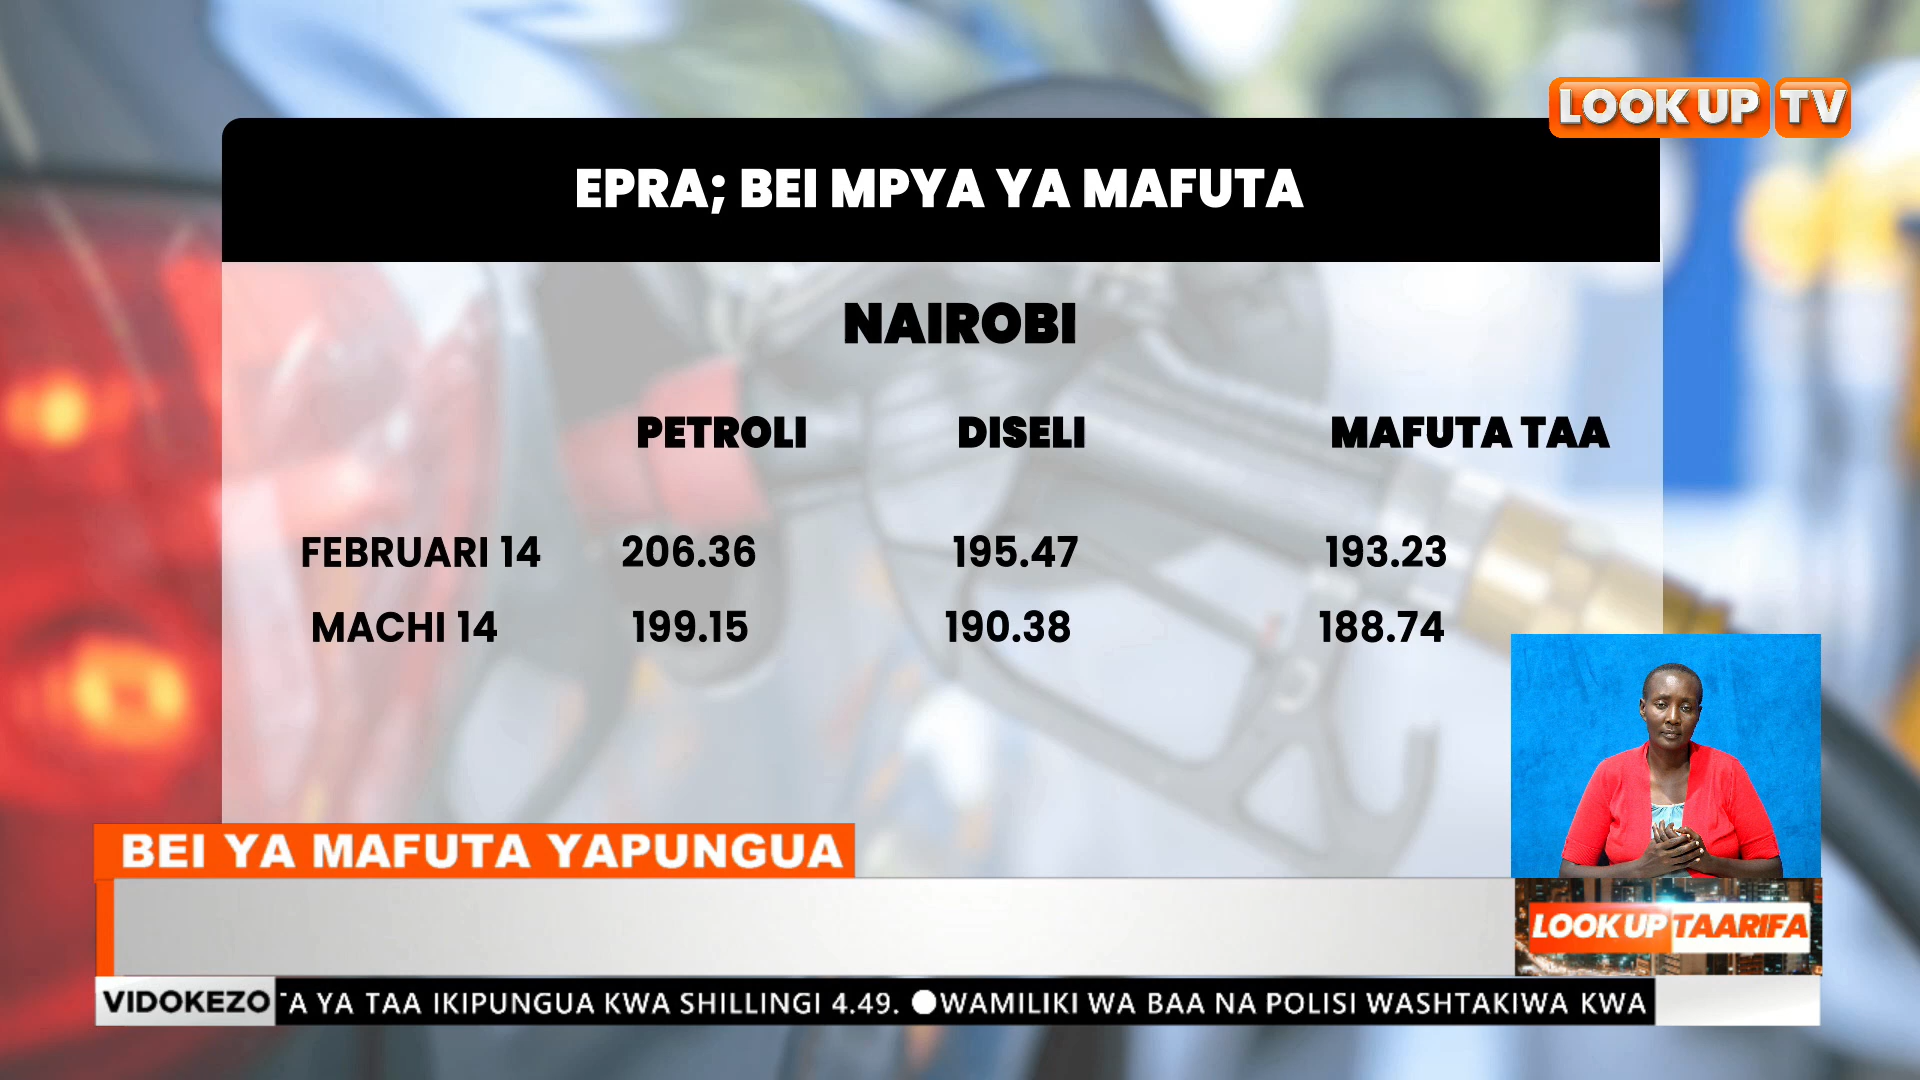 LOOK UP TV
EPRA; BEI MPYA YA MAFUTA
NAIROBI
PETROLI DISELI MAFUTA TAA
FEBRUARI 14 206.36 195.47 193.23
MACHI 14 199.15 190.38 188.74
BEI YA MAFUTA YAPUNGUA
LOOK UP TAARIFA
VIDOKEZO YA TAA IKIPUNGUA KWA SHILLINGI 4.49. WAMILIKI WA BAA NA POLISI WASHTAKIWA KWA